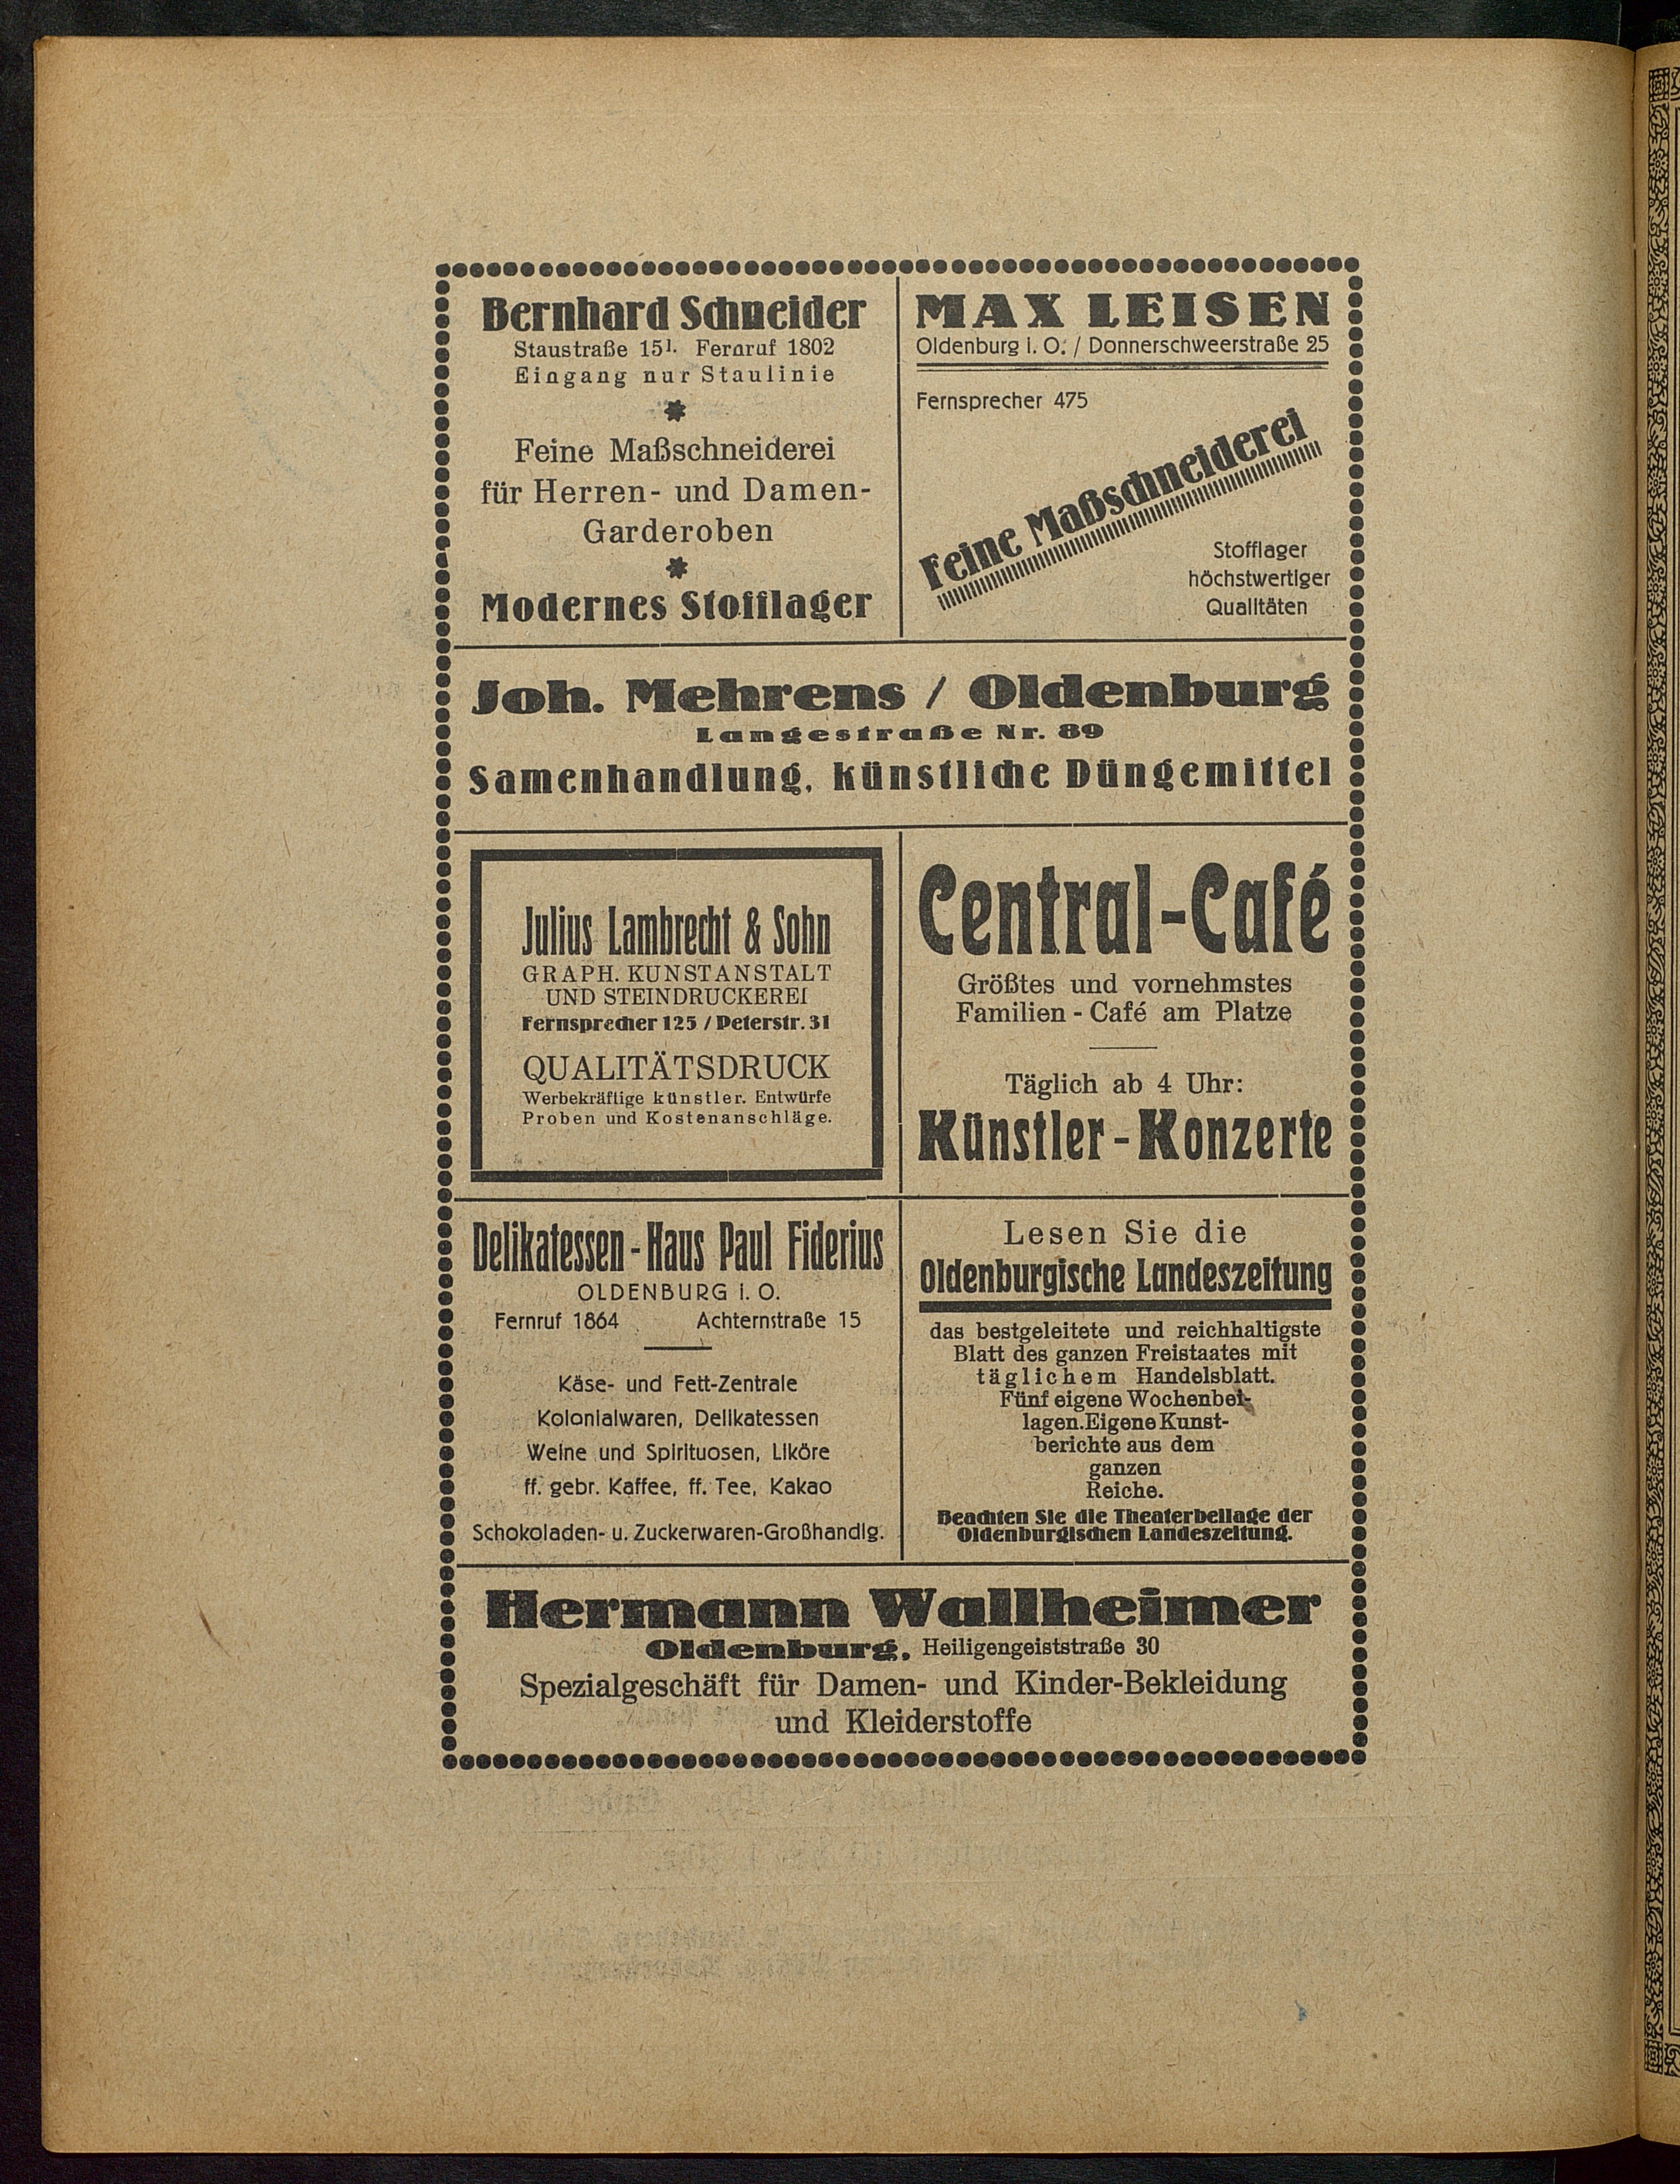 Bernhard Schneider
Staustraße 15¹· Fernruf 1802
Eingang nur Staulinie
Feine Maßschneiderei
für Herren- und Damen-
Garderoben
Modernes Stofflager
MAX LEISEN
Oldenburg i. O. / Donnerschweerstraße 25
Fernsprecher 475
Feine Maßschneiderei
Stofflager
höchstwertiger
Qualitäten
Joh. Mehrens / Oldenburg
Langestraße Nr. 89
Samenhandlung, künstliche Düngemittel
Julius Lambrecht & Sohn
GRAPH. KUNSTANSTALT
UND STEINDRUCKEREI
Fernsprecher 125 / Peterstr. 31
QUALITÄTSDRUCK
Werbekräftige künstler. Entwürfe
Proben und Kostenanschläge.
Central-Café
Größtes und vornehmstes
Familien - Café am Platze
Täglich ab 4 Uhr:
Künstler-Konzerte
Delikatessen-Haus Paul Fiderius
OLDENBURG i. O.
Fernruf 1864 Achternstraße 15
Käse- und Fett-Zentrale
Kolonialwaren, Delikatessen
Weine und Spirituosen, Liköre
ff. gebr. Kaffee, ff. Tee, Kakao
Schokoladen- u. Zuckerwaren-Großhandlg.
Lesen Sie die
Oldenburgische Landeszeitung
das bestgeleitete und reichhaltigste
Blatt des ganzen Freistaates mit
täglichem Handelsblatt.
Fünf eigene Wochenbei-
lagen. Eigene Kunst-
berichte aus dem
ganzen
Reiche.
Beachten Sie die Theaterbeilage der
Oldenburgischen Landeszeitung.
Hermann Wallheimer
Oldenburg, Heiligengeiststraße 30
Spezialgeschäft für Damen- und Kinder-Bekleidung
und Kleiderstoffe